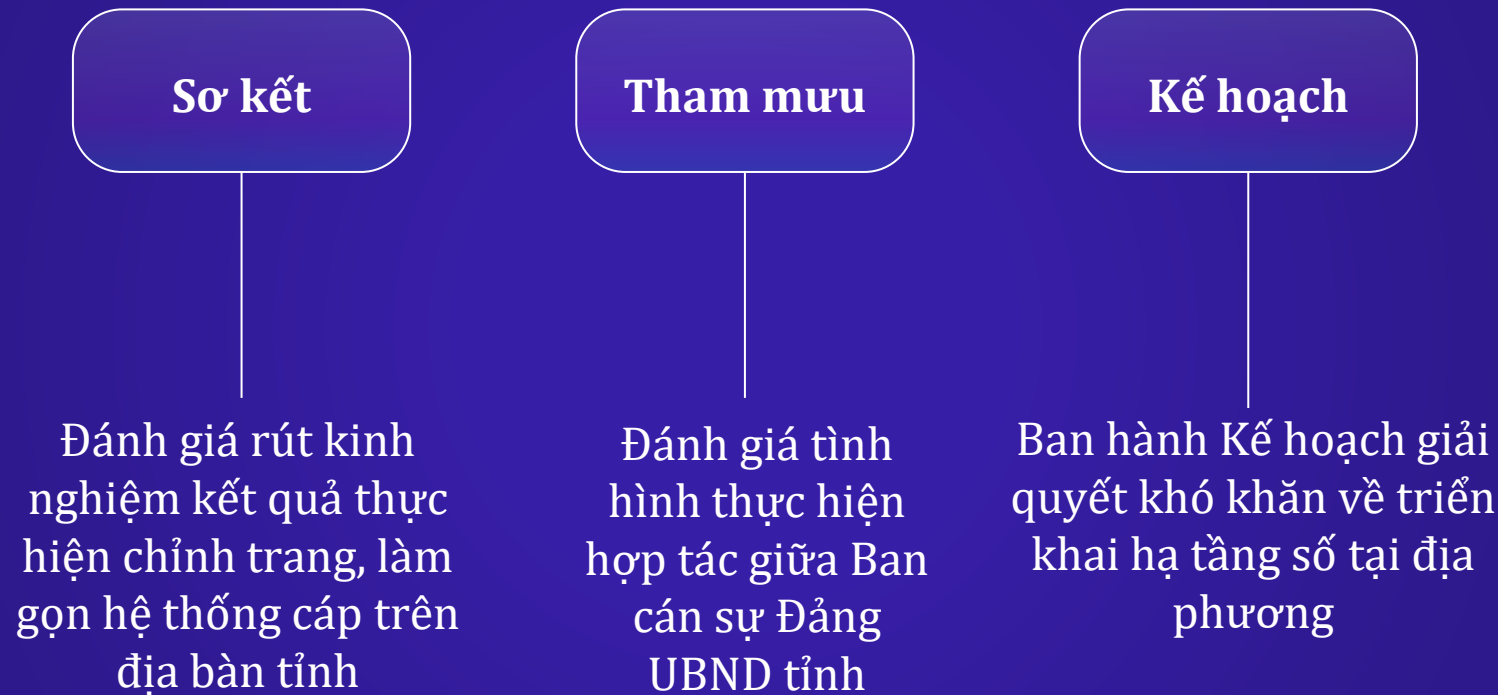 Sơ kết
Đánh giá rút kinh
nghiệm kết quả thực
hiện chỉnh trang, làm
gọn hệ thống cáp trên
địa bàn tỉnh
Tham mưu
Đánh giá tình
hình thực hiện
hợp tác giữa Ban
cán sự Đảng
UBND tỉnh
Kế hoạch
Ban hành Kế hoạch giải
quyết khó khăn về triển
khai hạ tầng số tại địa
phương